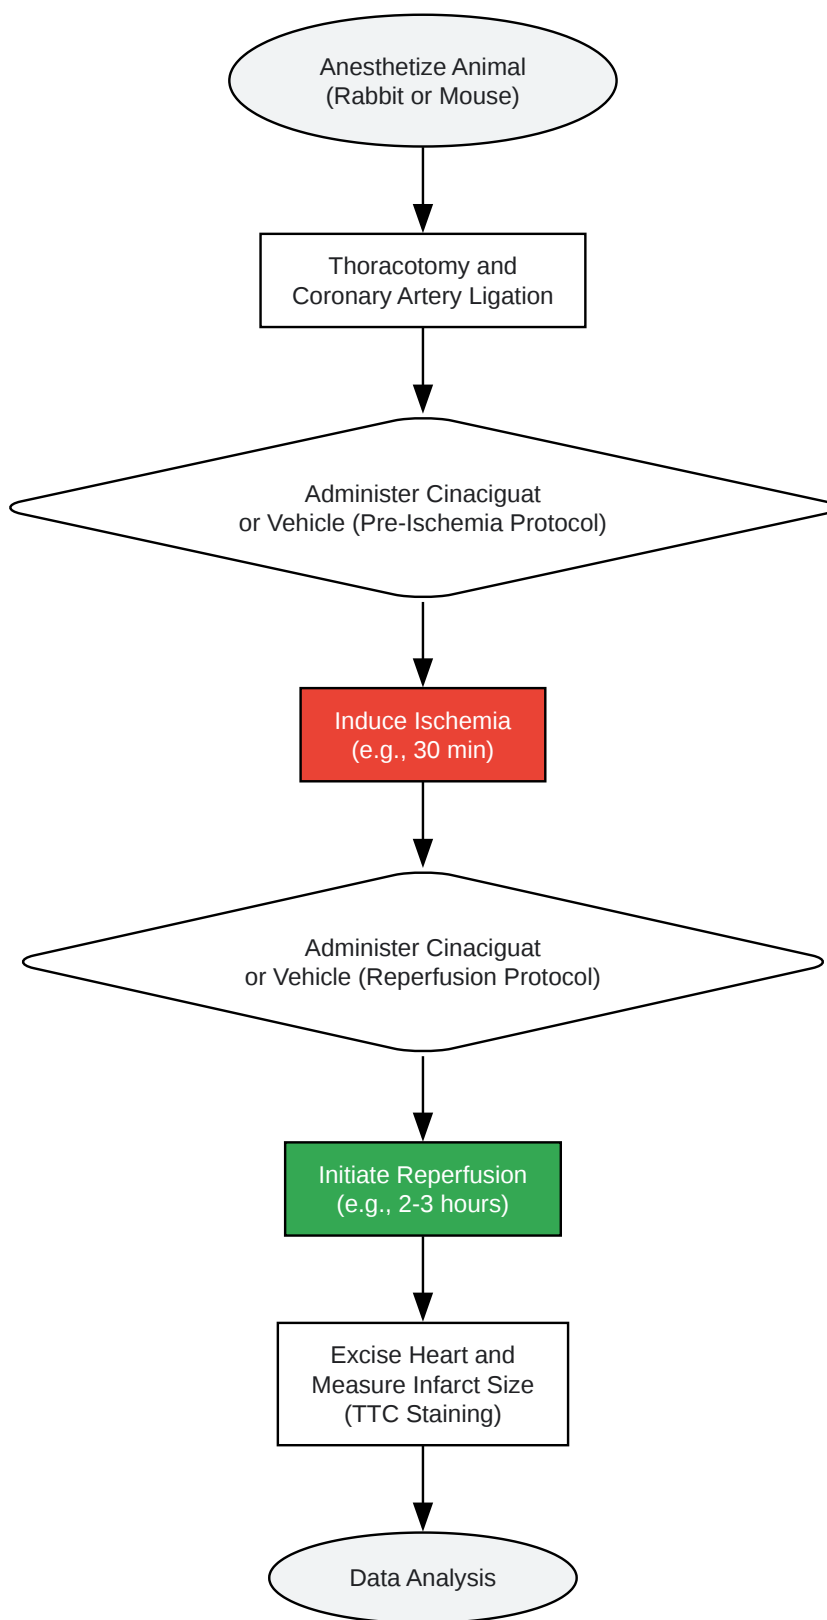 Anesthetize Animal
(Rabbit or Mouse)
Thoracotomy and
Coronary Artery Ligation
Administer Cinaciguat
or Vehicle (Pre-Ischemia Protocol)
Induce Ischemia
(e.g., 30 min)
Administer Cinaciguat
or Vehicle (Reperfusion Protocol)
Initiate Reperfusion
(e.g., 2-3 hours)
Excise Heart and
Measure Infarct Size
(TTC Staining)
Data Analysis